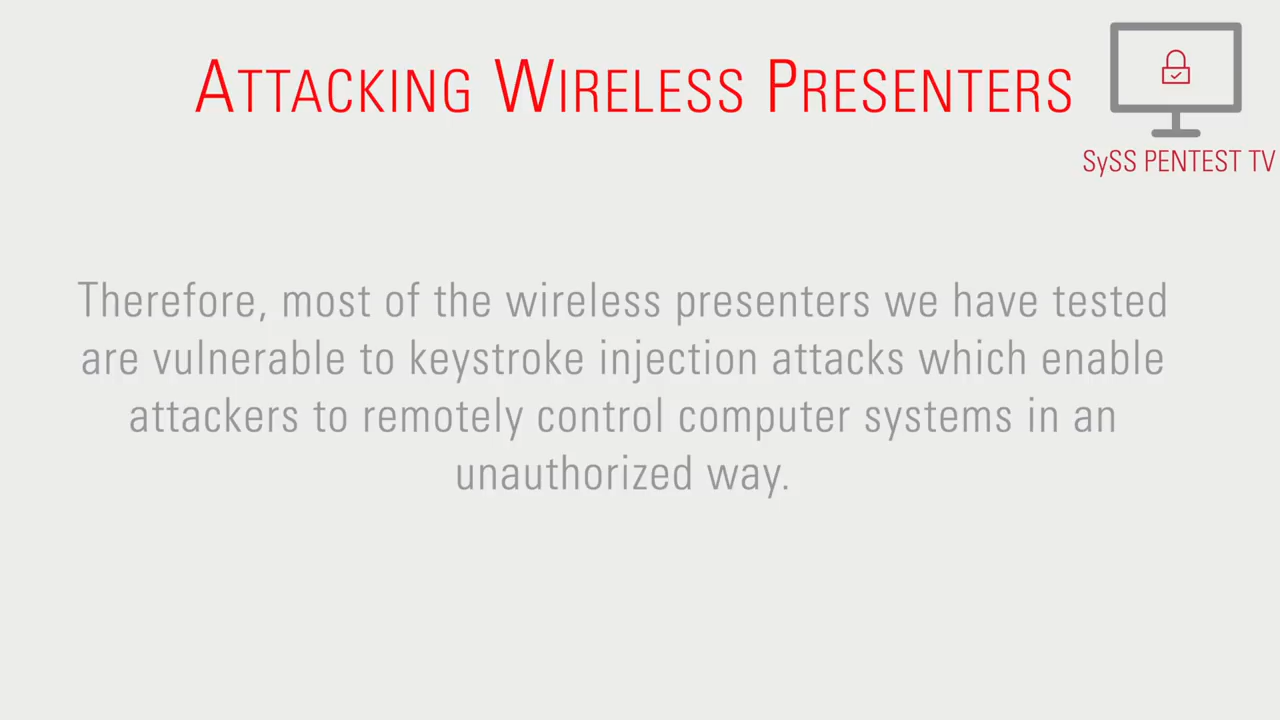 ATTACKING WIRELESS PRESENTERS
SySS PENTEST TV
Therefore, most of the wireless presenters we have tested
are vulnerable to keystroke injection attacks which enable
attackers to remotely control computer systems in an
unauthorized way.